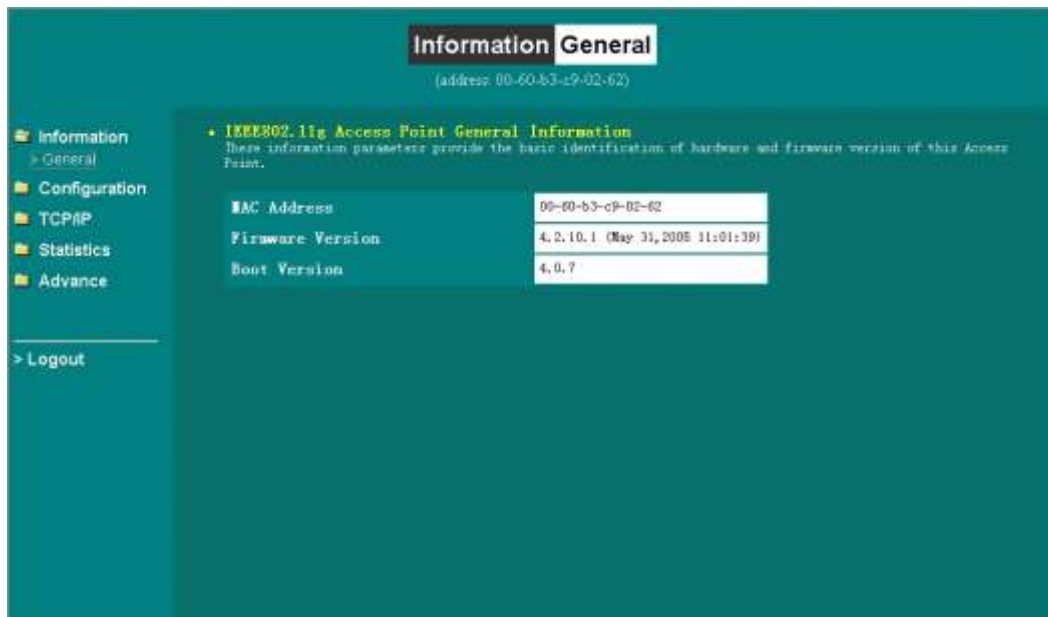 Information General
(address: 00-60-b3-c9-02-62)
Information
> General
Configuration
TCP/IP
Statistics
Advance
> Logout
IEEE802.11g Access Point General Information
These information parameters provide the basic identification of hardware and firmware version of this Access
Point.
MAC Address 00-60-b3-c9-02-62
Firmware Version 4.2.10.1 (May 31,2005 11:01:39)
Boot Version 4.0.7